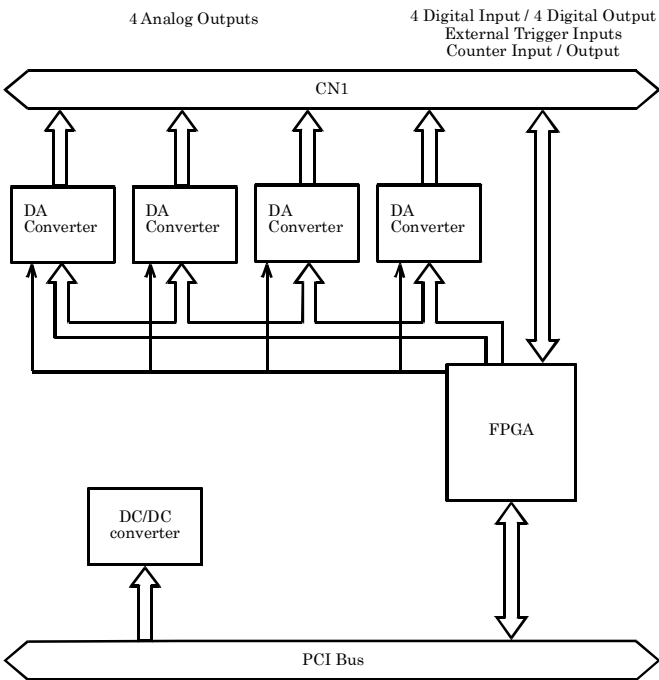 4 Analog Outputs
4 Digital Input / 4 Digital Output
External Trigger Inputs
Counter Input / Output
CN1
DA
Converter
DA
Converter
DA
Converter
DA
Converter
FPGA
DC/DC
converter
PCI Bus